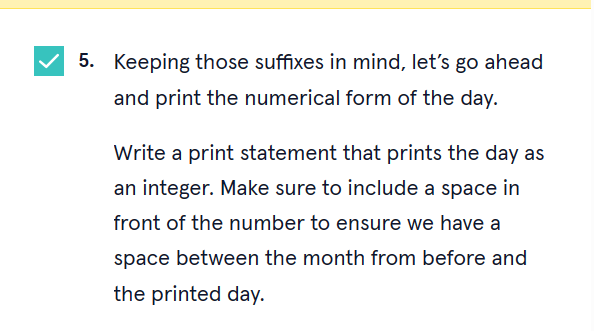 5. Keeping those suffixes in mind, let's go ahead
and print the numerical form of the day.
Write a print statement that prints the day as
an integer. Make sure to include a space in
front of the number to ensure we have a
space between the month from before and
the printed day.